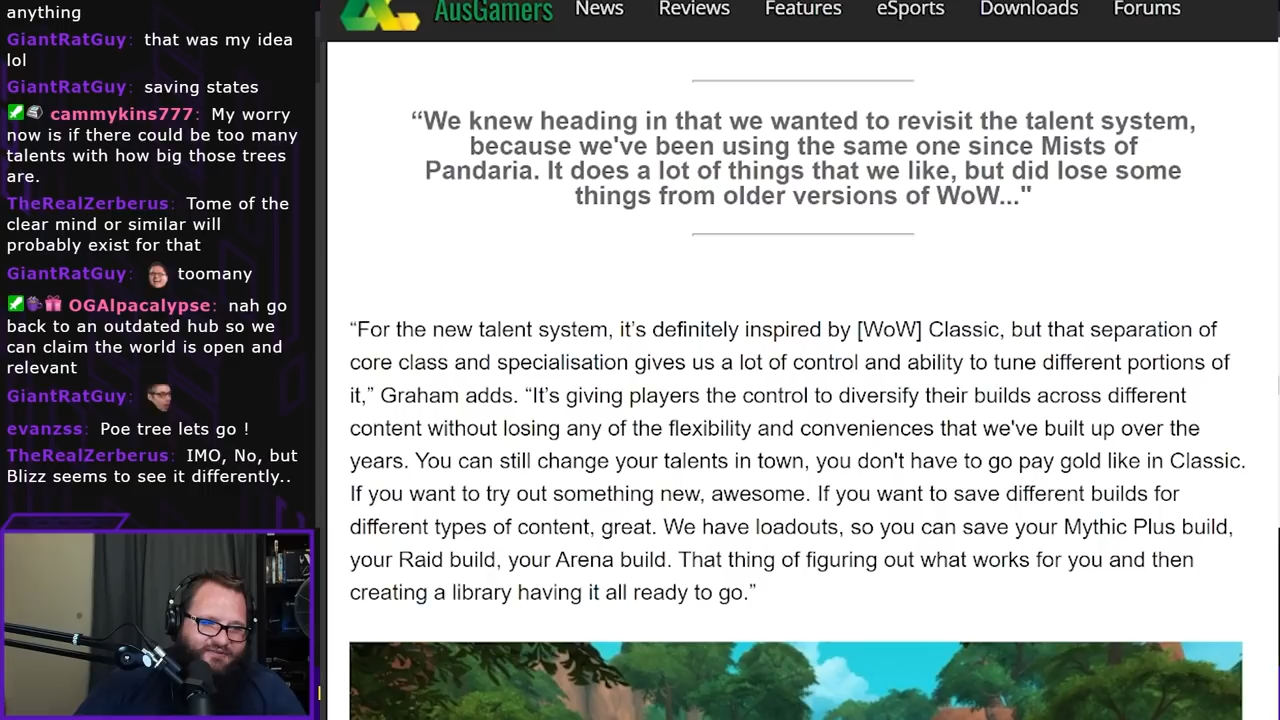 anything
GiantRatGuy: that was my idea
lol
GiantRatGuy: saving states
cammykins777: My worry
now is if there could be too many
talents with how big those trees
are.
TheRealZerberus: Tome of the
clear mind or similar will
probably exist for that
GiantRatGuy: toomany
OGAlpacalypse: nah go
back to an outdated hub so we
can claim the world is open and
relevant
GiantRatGuy:
evanzss: Poe tree lets go !
TheRealZerberus: IMO, No, but
Blizz seems to see it differently..
AusGamers News Reviews Features eSports Downloads Forums
“We knew heading in that we wanted to revisit the talent system,
because we've been using the same one since Mists of
Pandaria. It does a lot of things that we like, but did lose some
things from older versions of WoW..."
“For the new talent system, it’s definitely inspired by [WoW] Classic, but that separation of
core class and specialisation gives us a lot of control and ability to tune different portions of
it,” Graham adds. “It’s giving players the control to diversify their builds across different
content without losing any of the flexibility and conveniences that we've built up over the
years. You can still change your talents in town, you don't have to go pay gold like in Classic.
If you want to try out something new, awesome. If you want to save different builds for
different types of content, great. We have loadouts, so you can save your Mythic Plus build,
your Raid build, your Arena build. That thing of figuring out what works for you and then
creating a library having it all ready to go.”